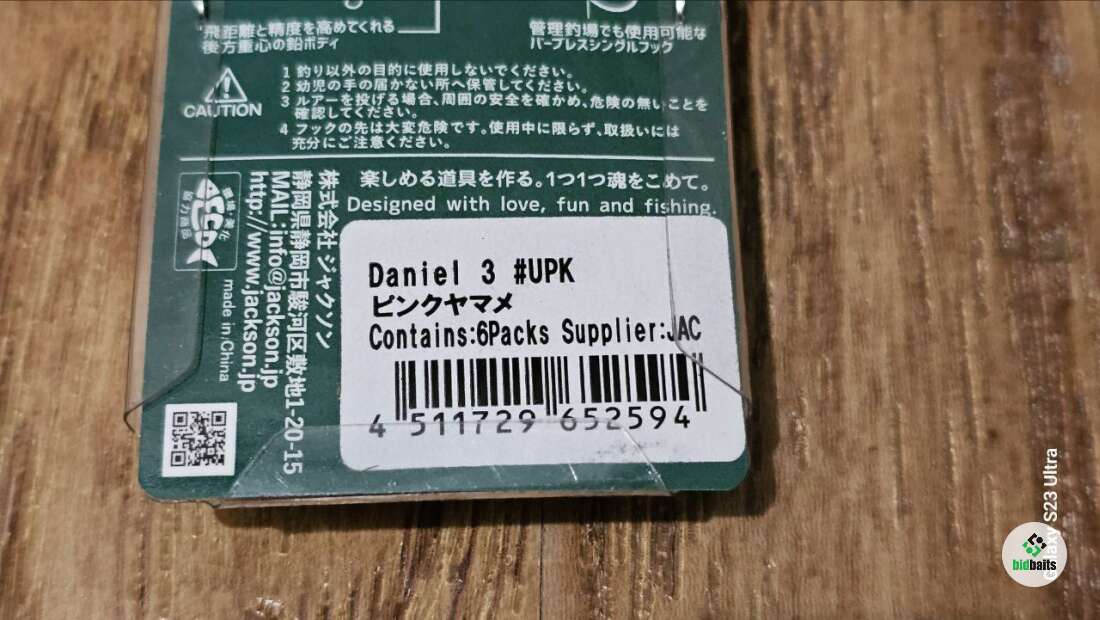 飛距離と精度を高めてくれる
後方重心の鉛ボディ
管理釣場でも使用可能な
バーブレスシングルフック
CAUTION
1 釣り以外の目的に使用しないでください。
2 幼児の手の届かない所へ保管してください。
3 ルアーを投げる場合、周囲の安全を確かめ、危険の無いことを
確認してください。
4 フックの先は大変危険です。使用中に限らず、取扱いには
充分にご注意ください。
楽しめる道具を作る。1つ1つ魂をこめて。
Designed with love, fun and fishing.
株式会社ジャクソン
静岡県静岡市駿河区敷地1-20-15
MAIL:info@jackson.jp
http://www.jackson.jp
made in China
環境・美化
協力商品
Daniel 3 #UPK
ピンクヤマメ
Contains:6Packs Supplier:JAC
4 511729 652594
Galaxy S23 Ultra
bidbaits